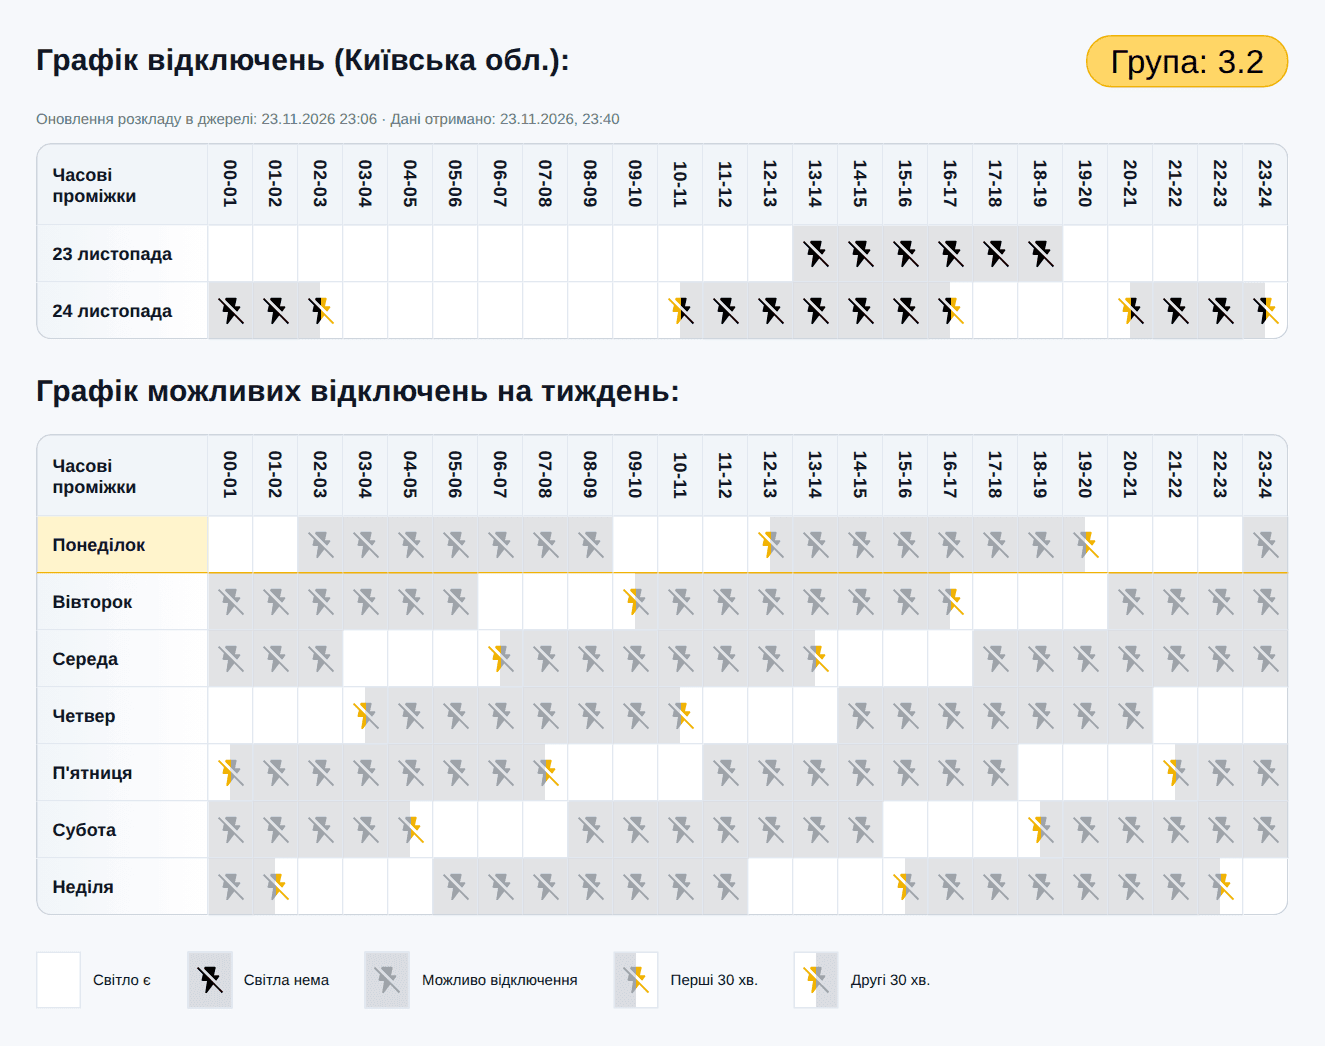 Графік відключень (Київська обл.):
Група: 3.2
Оновлення розкладу в джерелі: 23.11.2026 23:06 · Дані отримано: 23.11.2026, 23:40
Часові
проміжки
00-01 01-02 02-03 03-04 04-05 05-06 06-07 07-08 08-09 09-10 10-11 11-12 12-13 13-14 14-15 15-16 16-17 17-18 18-19 19-20 20-21 21-22 22-23 23-24
23 листопада
24 листопада
Графік можливих відключень на тиждень:
Часові
проміжки
00-01 01-02 02-03 03-04 04-05 05-06 06-07 07-08 08-09 09-10 10-11 11-12 12-13 13-14 14-15 15-16 16-17 17-18 18-19 19-20 20-21 21-22 22-23 23-24
Понеділок
Вівторок
Середа
Четвер
П'ятниця
Субота
Неділя
Світло є
Світла нема
Можливо відключення
Перші 30 хв.
Другі 30 хв.